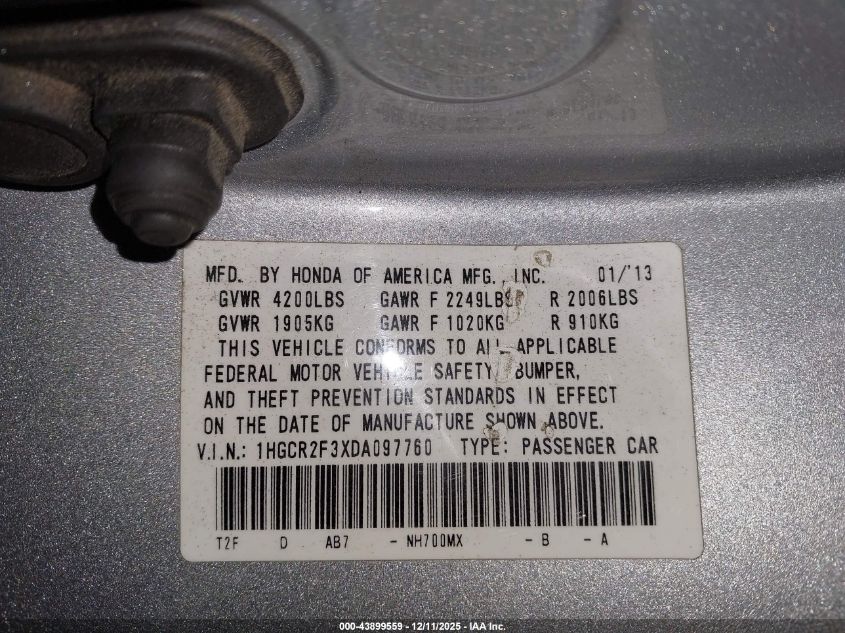 MFD. BY HONDA OF AMERICA MFG., INC. 01/'13
GVWR 4200LBS GAWR F 2249LBS R 2006LBS
GVWR 1905KG GAWR F 1020KG R 910KG
THIS VEHICLE CONFORMS TO ALL APPLICABLE
FEDERAL MOTOR VEHICLE SAFETY, BUMPER,
AND THEFT PREVENTION STANDARDS IN EFFECT
ON THE DATE OF MANUFACTURE SHOWN ABOVE.
V.I.N.: 1HGCR2F3XDA097760 TYPE: PASSENGER CAR
T2F D AB7 - NH700MX - B - A
000-43899559 - 12/11/2025 - IAA Inc.